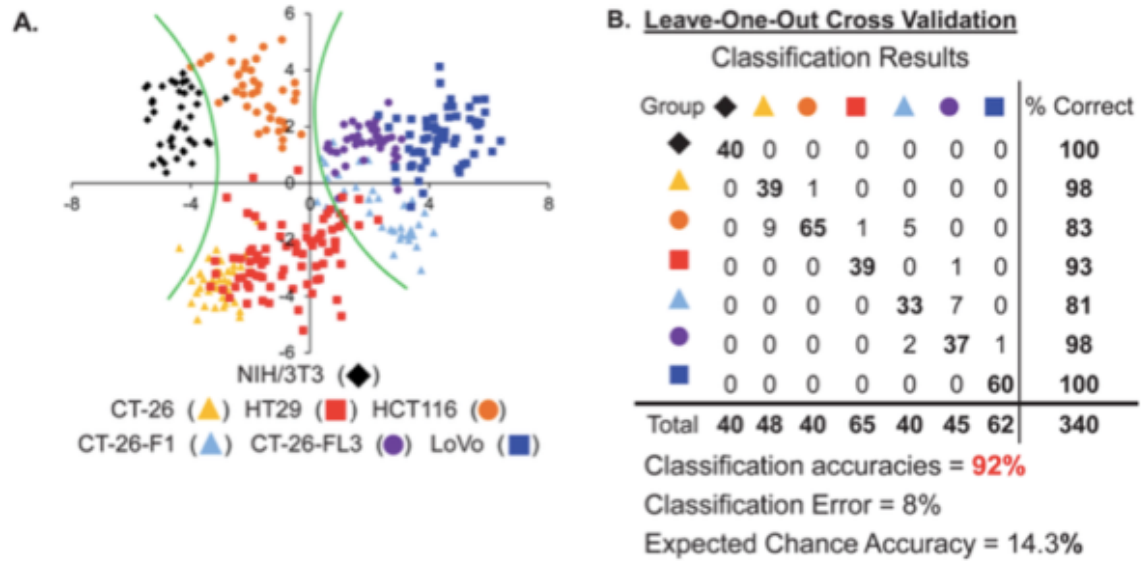 A.
6
4
2
0
-8
-4
0
4
8
-2
-4
-6
NIH/3T3 (◆)
CT-26 (▲) HT29 (■) HCT116 (●)
CT-26-F1 (▲) CT-26-FL3 (●) LoVo (■)
B. Leave-One-Out Cross Validation
Classification Results
Group ◆ ▲ ● ■ ▲ ● ■ % Correct
◆ 40 0 0 0 0 0 0 100
▲ 0 39 1 0 0 0 0 98
● 0 9 65 1 5 0 0 83
■ 0 0 0 39 0 1 0 93
▲ 0 0 0 0 33 7 0 81
● 0 0 0 0 2 37 1 98
■ 0 0 0 0 0 0 60 100
Total 40 48 40 65 40 45 62 340
Classification accuracies = 92%
Classification Error = 8%
Expected Chance Accuracy = 14.3%